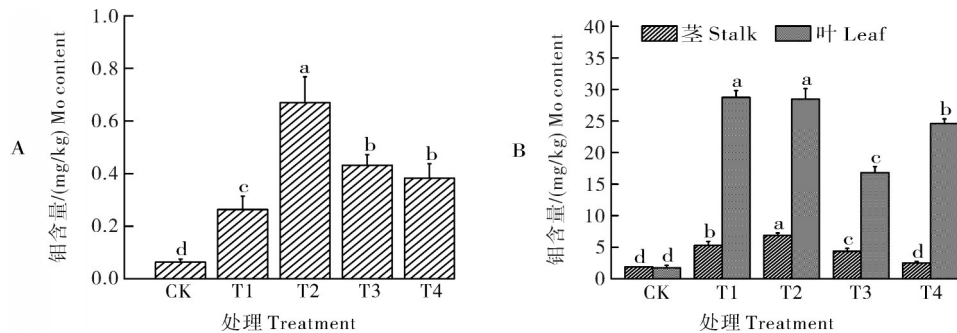 A
钼含量/(mg/kg) Mo content
1.0
0.8
0.6
0.4
0.2
0.0
d
c
a
b
b
CK T1 T2 T3 T4
处理 Treatment
B
钼含量/(mg/kg) Mo content
茎 Stalk 叶 Leaf
40
35
30
25
20
15
10
5
0
d d
b a
a a
c c
d b
CK T1 T2 T3 T4
处理 Treatment